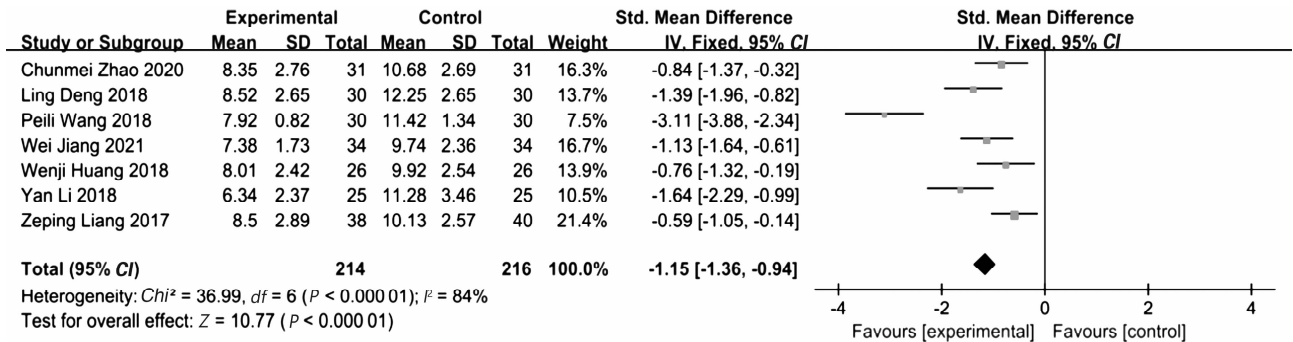 Experimental Control Std. Mean Difference Std. Mean Difference
Study or Subgroup Mean SD Total Mean SD Total Weight IV. Fixed. 95% CI IV. Fixed. 95% CI
Chunmei Zhao 2020 8.35 2.76 31 10.68 2.69 31 16.3% -0.84 [-1.37, -0.32]
Ling Deng 2018 8.52 2.65 30 12.25 2.65 30 13.7% -1.39 [-1.96, -0.82]
Peili Wang 2018 7.92 0.82 30 11.42 1.34 30 7.5% -3.11 [-3.88, -2.34]
Wei Jiang 2021 7.38 1.73 34 9.74 2.36 34 16.7% -1.13 [-1.64, -0.61]
Wenji Huang 2018 8.01 2.42 26 9.92 2.54 26 13.9% -0.76 [-1.32, -0.19]
Yan Li 2018 6.34 2.37 25 11.28 3.46 25 10.5% -1.64 [-2.29, -0.99]
Zeping Liang 2017 8.5 2.89 38 10.13 2.57 40 21.4% -0.59 [-1.05, -0.14]
Total (95% CI) 214 216 100.0% -1.15 [-1.36, -0.94]
Heterogeneity: Chi² = 36.99, df = 6 (P < 0.000 01); I² = 84%
Test for overall effect: Z = 10.77 (P < 0.000 01)
-4 -2 0 2 4
Favours [experimental] Favours [control]